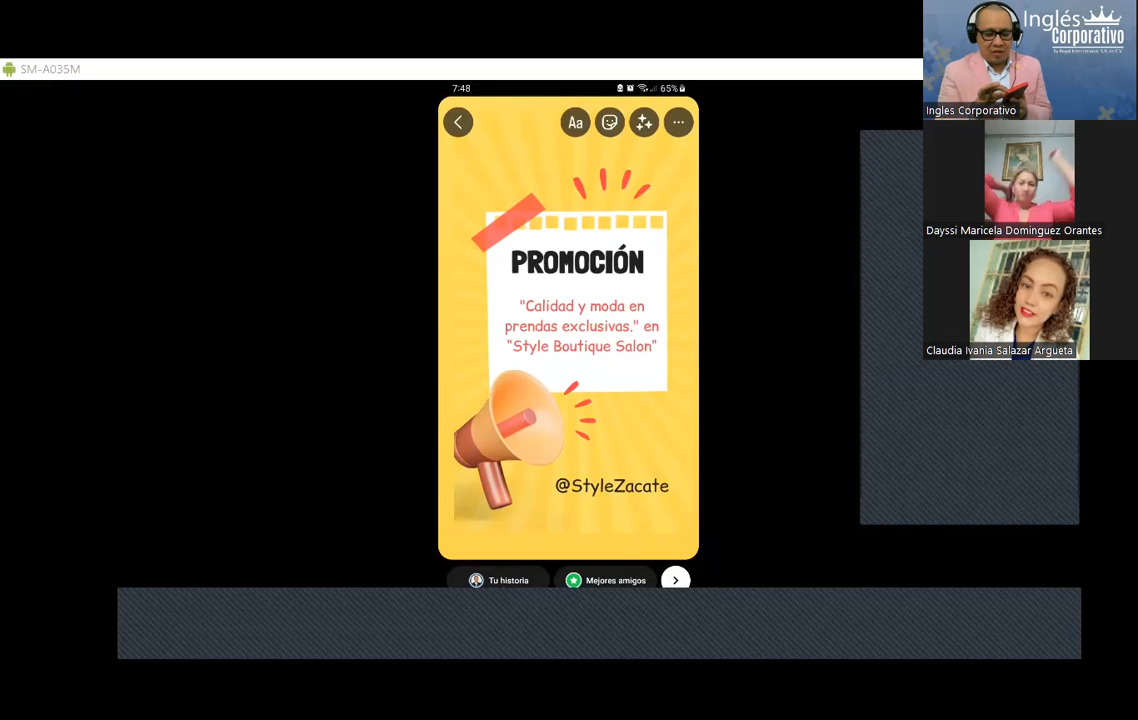 SM-A035M
7:48
65%
Aa
PROMOCIÓN
"Calidad y moda en
prendas exclusivas." en
“Style Boutique Salon”
@StyleZacate
Tu historia
Mejores amigos
Inglés
Corporativo
Ingles Corporativo
Dayssi Maricela Dominguez Orantes
Claudia Ivania Salazar Argueta